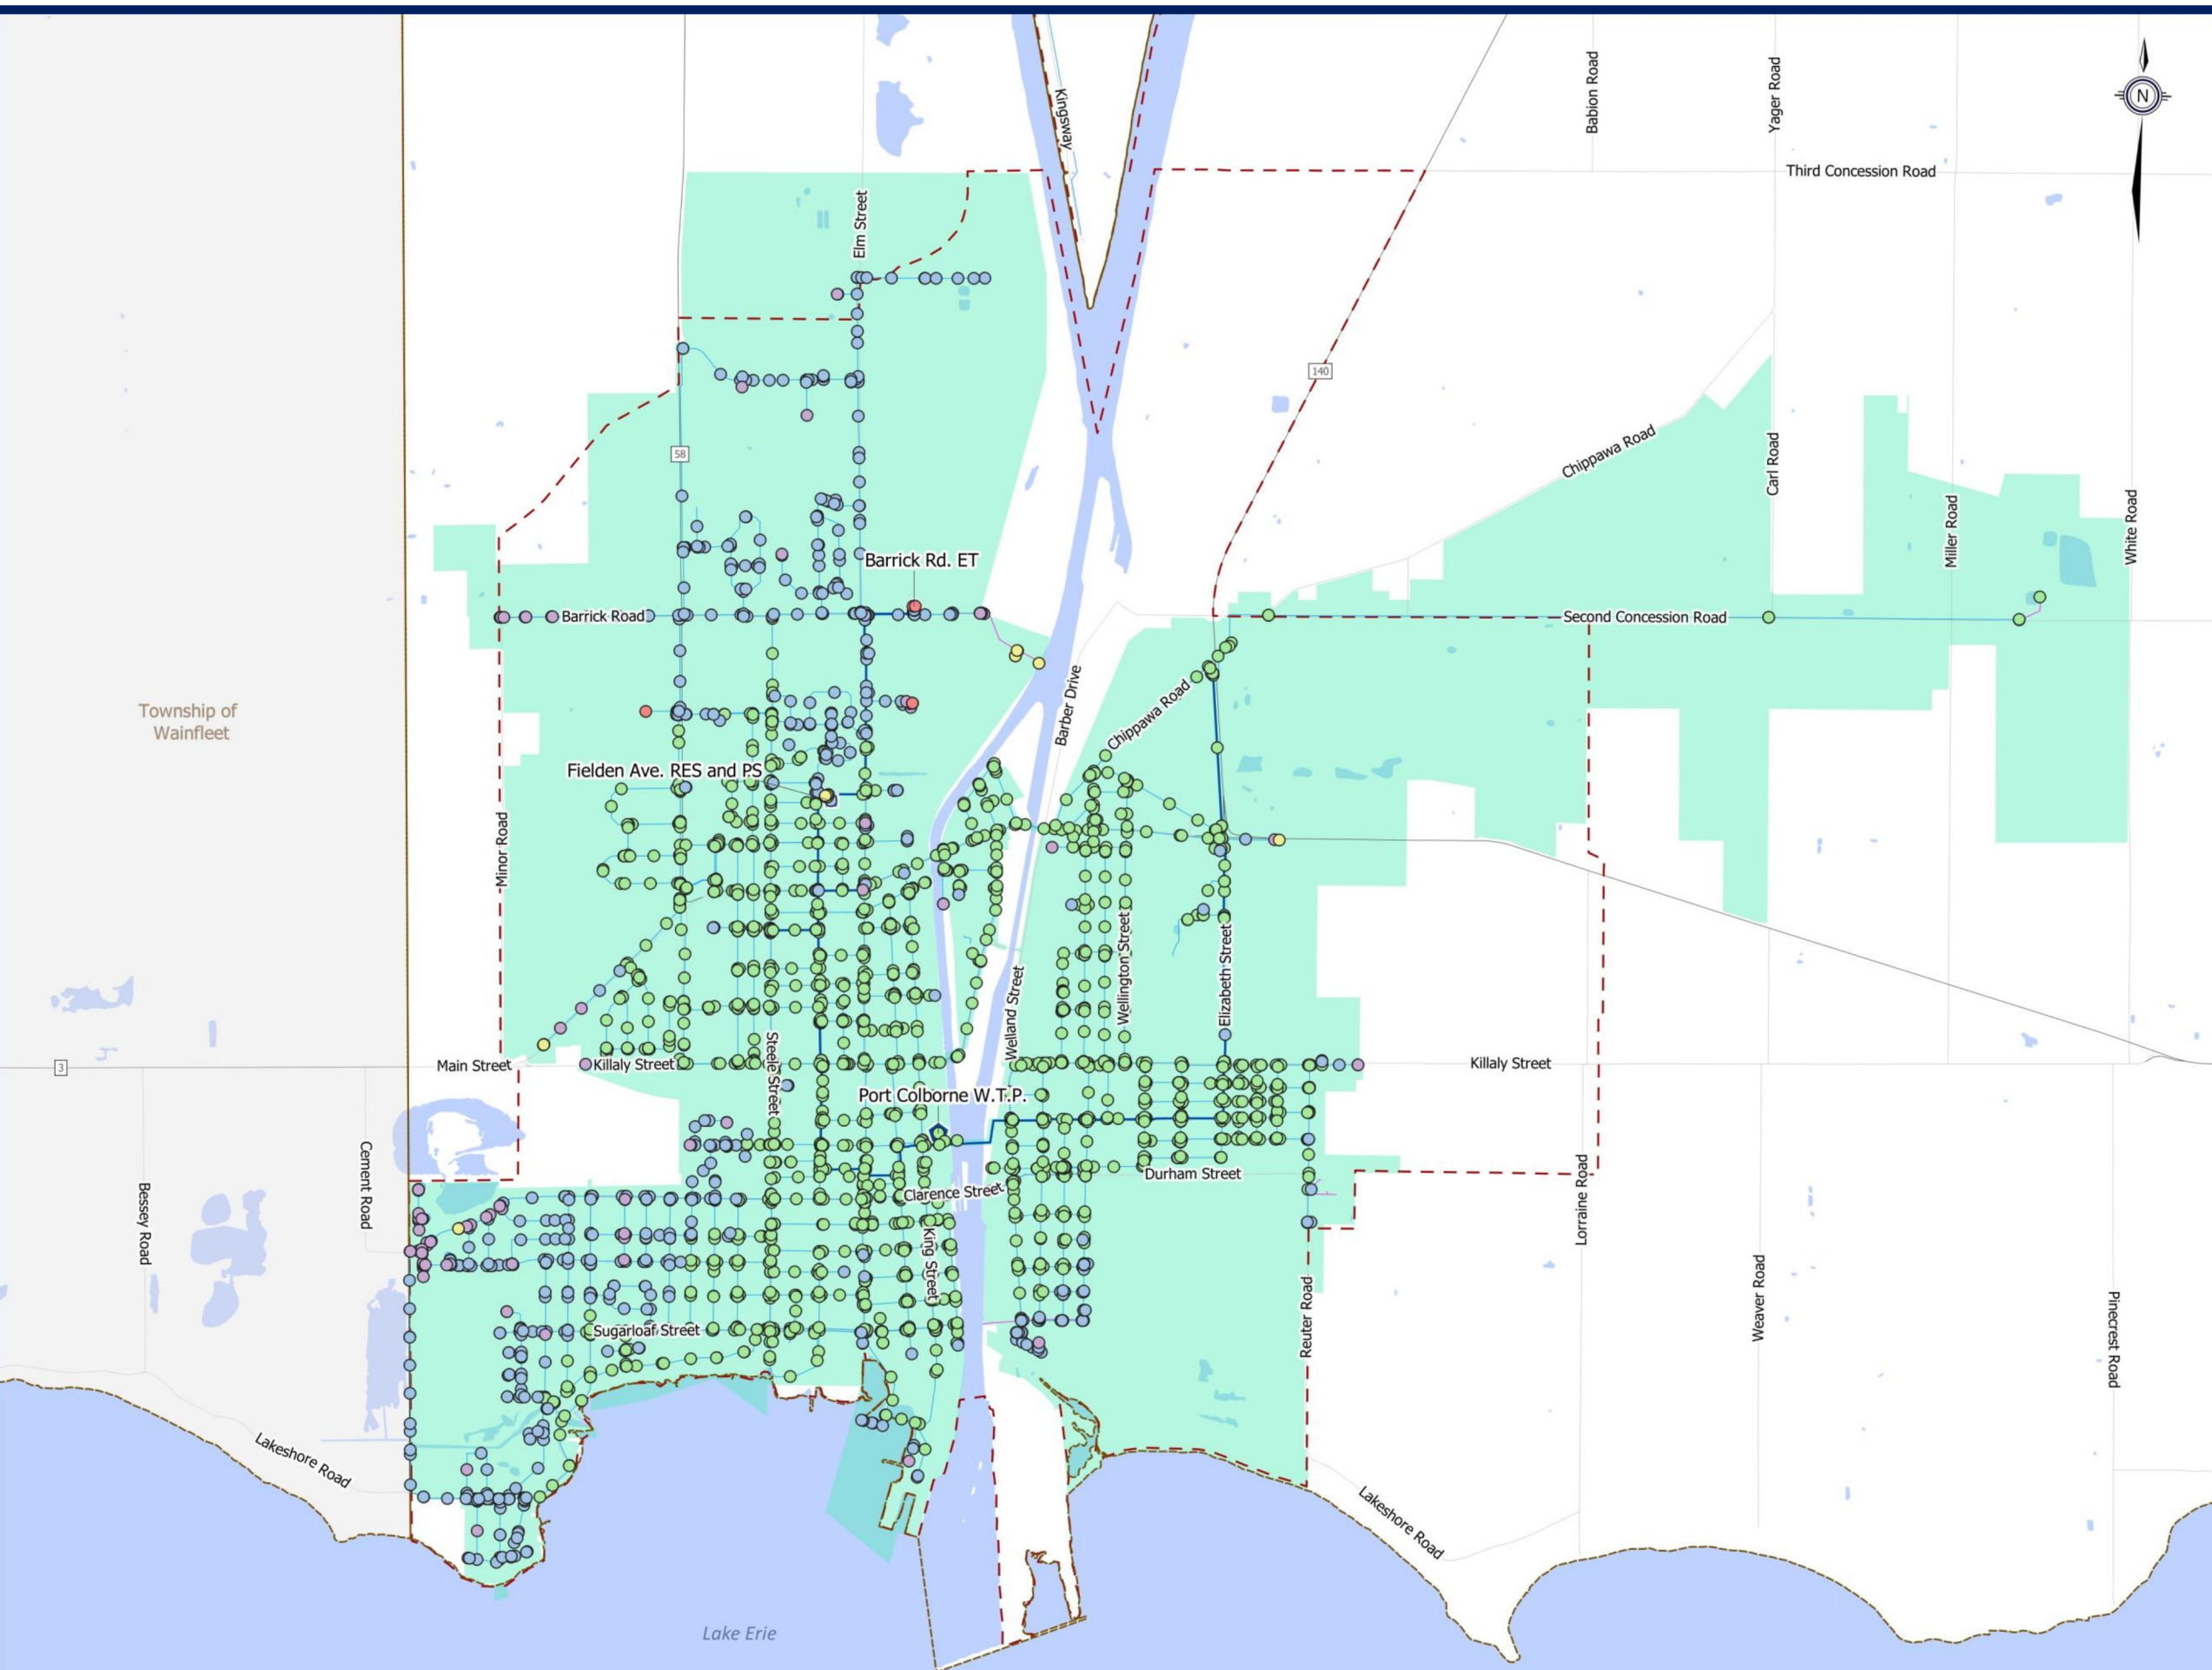 Kingsway
Babion Road
Yager Road
N
Third Concession Road
Elm Street
140
58
Chippawa Road
Carl Road
Miller Road
White Road
Barrick Rd. ET
Barrick Road
Second Concession Road
Township of
Wainfleet
Barber Drive
Chippawa Road
Fielden Ave. RES and PS
Minor Road
Welland Street
Wellington Street
Elizabeth Street
3
Main Street
Killaly Street
Steele Street
Killaly Street
Port Colborne W.T.P.
Bessey Road
Cement Road
Clarence Street
Durham Street
Lorraine Road
King Street
Reuter Road
Weaver Road
Pinecrest Road
Sugarloaf Street
Lakeshore Road
Lakeshore Road
Lake Erie